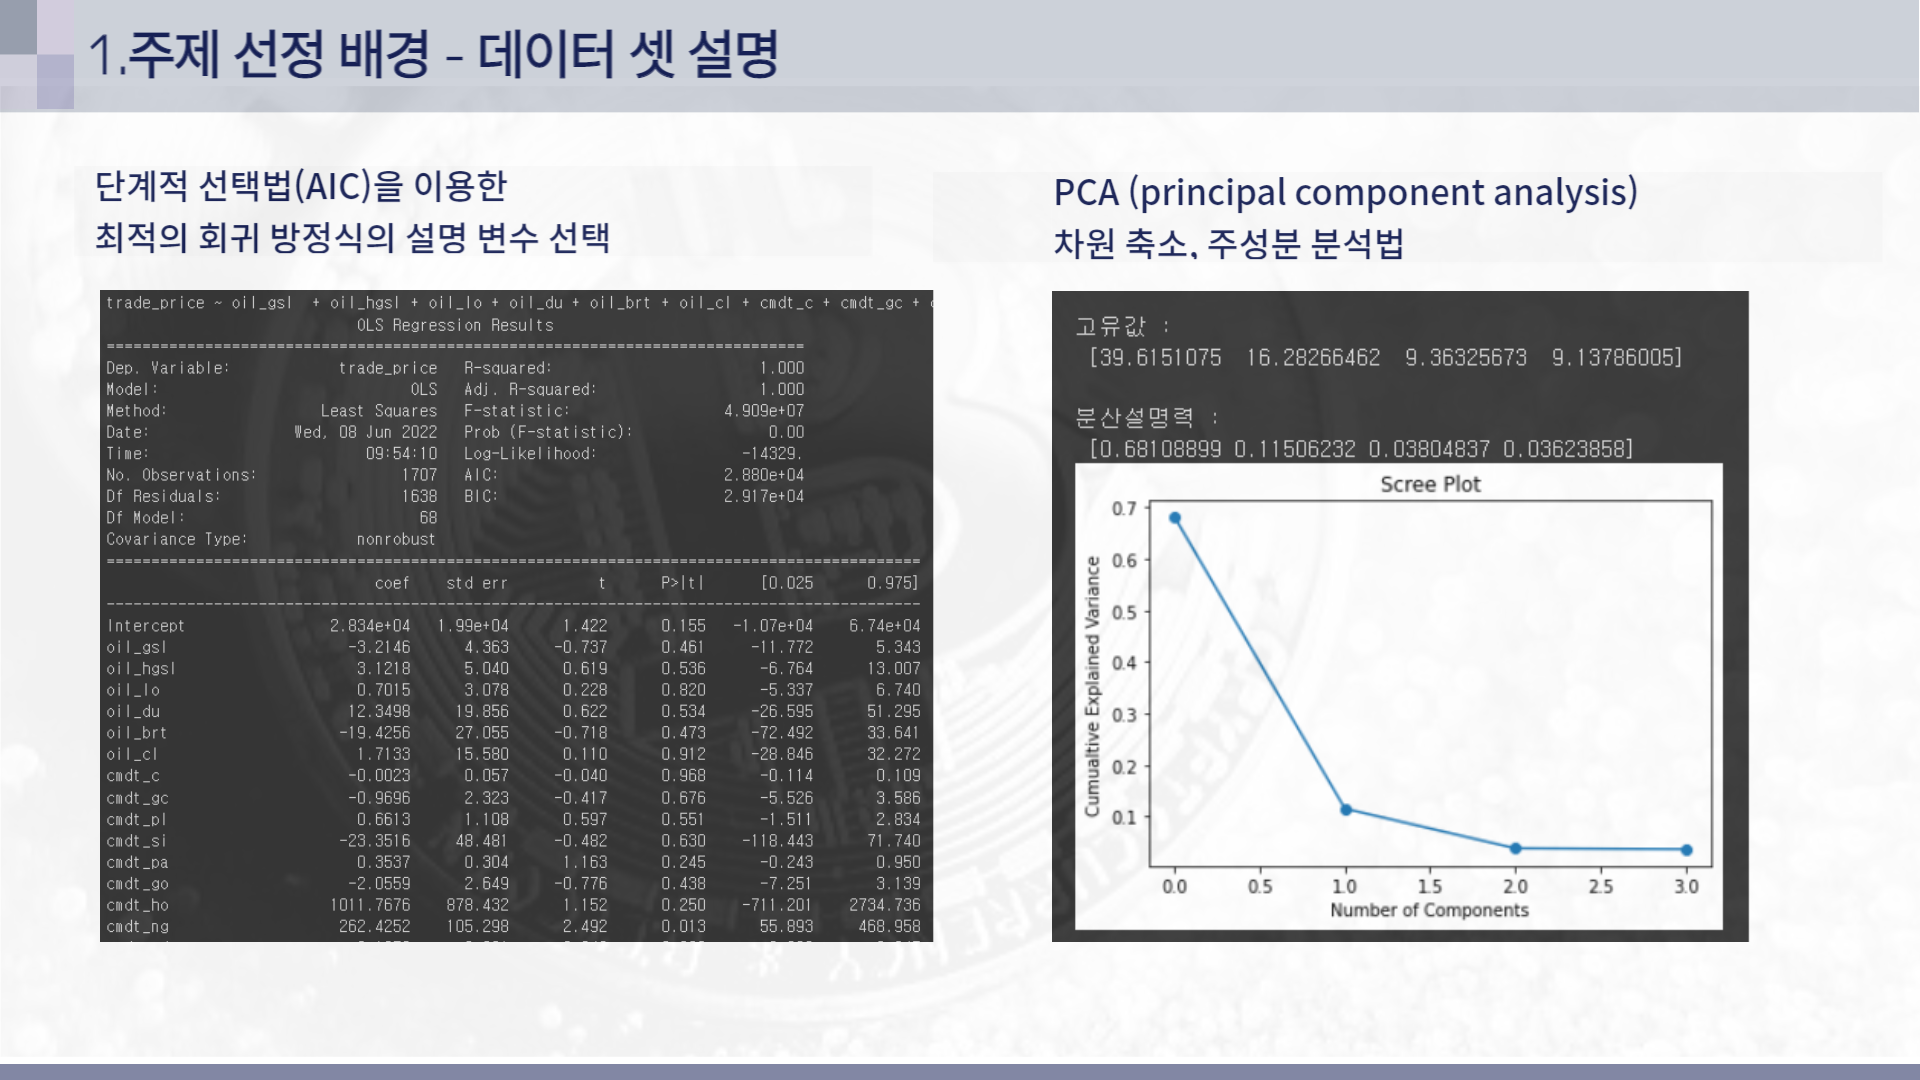 1.주제 선정 배경 - 데이터 셋 설명
단계적 선택법(AIC)을 이용한
최적의 회귀 방정식의 설명 변수 선택
trade_price ~ oil_gsl + oil_hgsl + oil_lo + oil_du + oil_brt + oil_cl + cmdt_c + cmdt_gc +
OLS Regression Results
Dep. Variable: trade_price R-squared: 1.000
Model: OLS Adj. R-squared: 1.000
Method: Least Squares F-statistic: 4.909e+07
Date: Wed, 08 Jun 2022 Prob (F-statistic): 0.00
Time: 09:54:10 Log-Likelihood: -14329.
No. Observations: 1707 AIC: 2.880e+04
Df Residuals: 1638 BIC: 2.917e+04
Df Model: 68
Covariance Type: nonrobust
coef std err t P>|t| [0.025 0.975]
Intercept 2.834e+04 1.99e+04 1.422 0.155 -1.07e+04 6.74e+04
oil_gsl -3.2146 4.363 -0.737 0.461 -11.772 5.343
oil_hgsl 3.1218 5.040 0.619 0.536 -6.764 13.007
oil_lo 0.7015 3.078 0.228 0.820 -5.337 6.740
oil_du 12.3498 19.856 0.622 0.534 -26.595 51.295
oil_brt -19.4256 27.055 -0.718 0.473 -72.492 33.641
oil_cl 1.7133 15.580 0.110 0.912 -28.846 32.272
cmdt_c -0.0023 0.057 -0.040 0.968 -0.114 0.109
cmdt_gc -0.9696 2.323 -0.417 0.676 -5.526 3.586
cmdt_pl 0.6613 1.108 0.597 0.551 -1.511 2.834
cmdt_si -23.3516 48.481 -0.482 0.630 -118.443 71.740
cmdt_pa 0.3537 0.304 1.163 0.245 -0.243 0.950
cmdt_go -2.0559 2.649 -0.776 0.438 -7.251 3.139
cmdt_ho 1011.7676 878.432 1.152 0.250 -711.201 2734.736
cmdt_ng 262.4252 105.298 2.492 0.013 55.893 468.958
PCA (principal component analysis)
차원 축소, 주성분 분석법
고유값 :
[39.6151075 16.28266462 9.36325673 9.13786005]
분산설명력 :
[0.68108899 0.11506232 0.03804837 0.03623858]
Scree Plot
Cumualtive Explained Variance
0.7
0.6
0.5
0.4
0.3
0.2
0.1
0.0 0.5 1.0 1.5 2.0 2.5 3.0
Number of Components